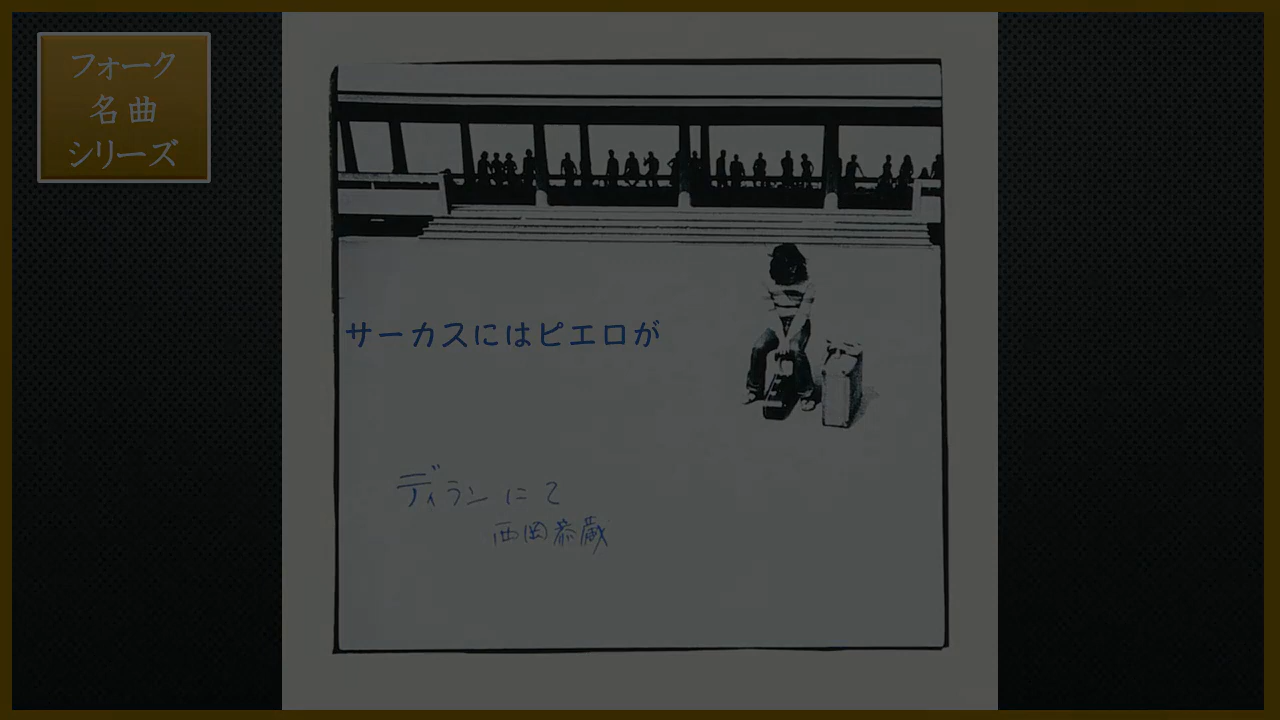 フォーク
名曲
シリーズ
サーカスにはピエロが
ディランにて
西岡恭蔵